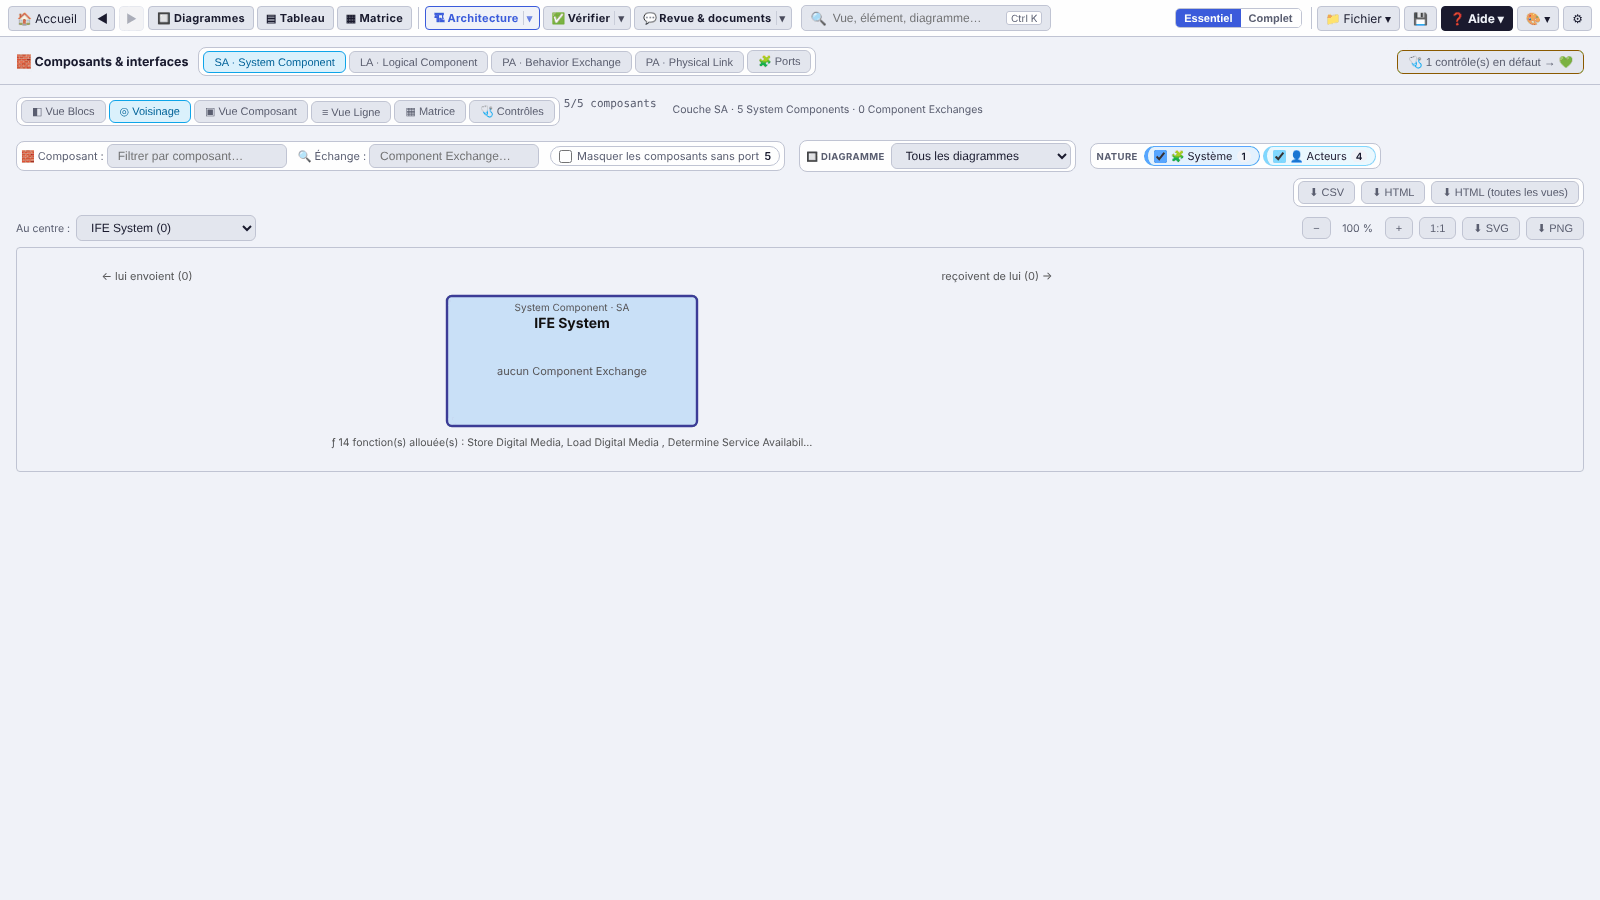 🏠 Accueil ◀ ▶ 🔲 Diagrammes ▤ Tableau ▦ Matrice 🏗 Architecture ▾ ✅ Vérifier ▾ 💬 Revue & documents ▾ 🔍 Vue, élément, diagramme… Ctrl K Essentiel Complet 📁 Fichier ▾ 💾 ❓ Aide ▾ 🎨 ▾ ⚙
🧱 Composants & interfaces SA · System Component LA · Logical Component PA · Behavior Exchange PA · Physical Link 🧩 Ports 🩺 1 contrôle(s) en défaut → 💚
◧ Vue Blocs ◎ Voisinage ▣ Vue Composant ≡ Vue Ligne ▦ Matrice 🩺 Contrôles 5/5 composants Couche SA · 5 System Components · 0 Component Exchanges
🧱 Composant : Filtrer par composant… 🔍 Échange : Component Exchange… Masquer les composants sans port 5 🔲 DIAGRAMME Tous les diagrammes NATURE 🧩 Système 1 👤 Acteurs 4
⬇ CSV ⬇ HTML ⬇ HTML (toutes les vues)
Au centre : IFE System (0) − 100 % + 1:1 ⬇ SVG ⬇ PNG
← lui envoient (0) reçoivent de lui (0) →
System Component · SA
IFE System
aucun Component Exchange
ƒ 14 fonction(s) allouée(s) : Store Digital Media, Load Digital Media , Determine Service Availabil…